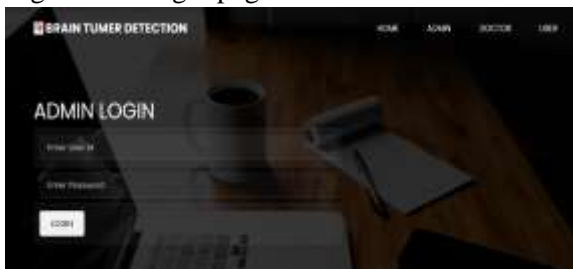 BRAIN TUMER DETECTION
HOME ADMIN DOCTOR USER
ADMIN LOGIN
Enter User Id
Enter Password
LOGIN